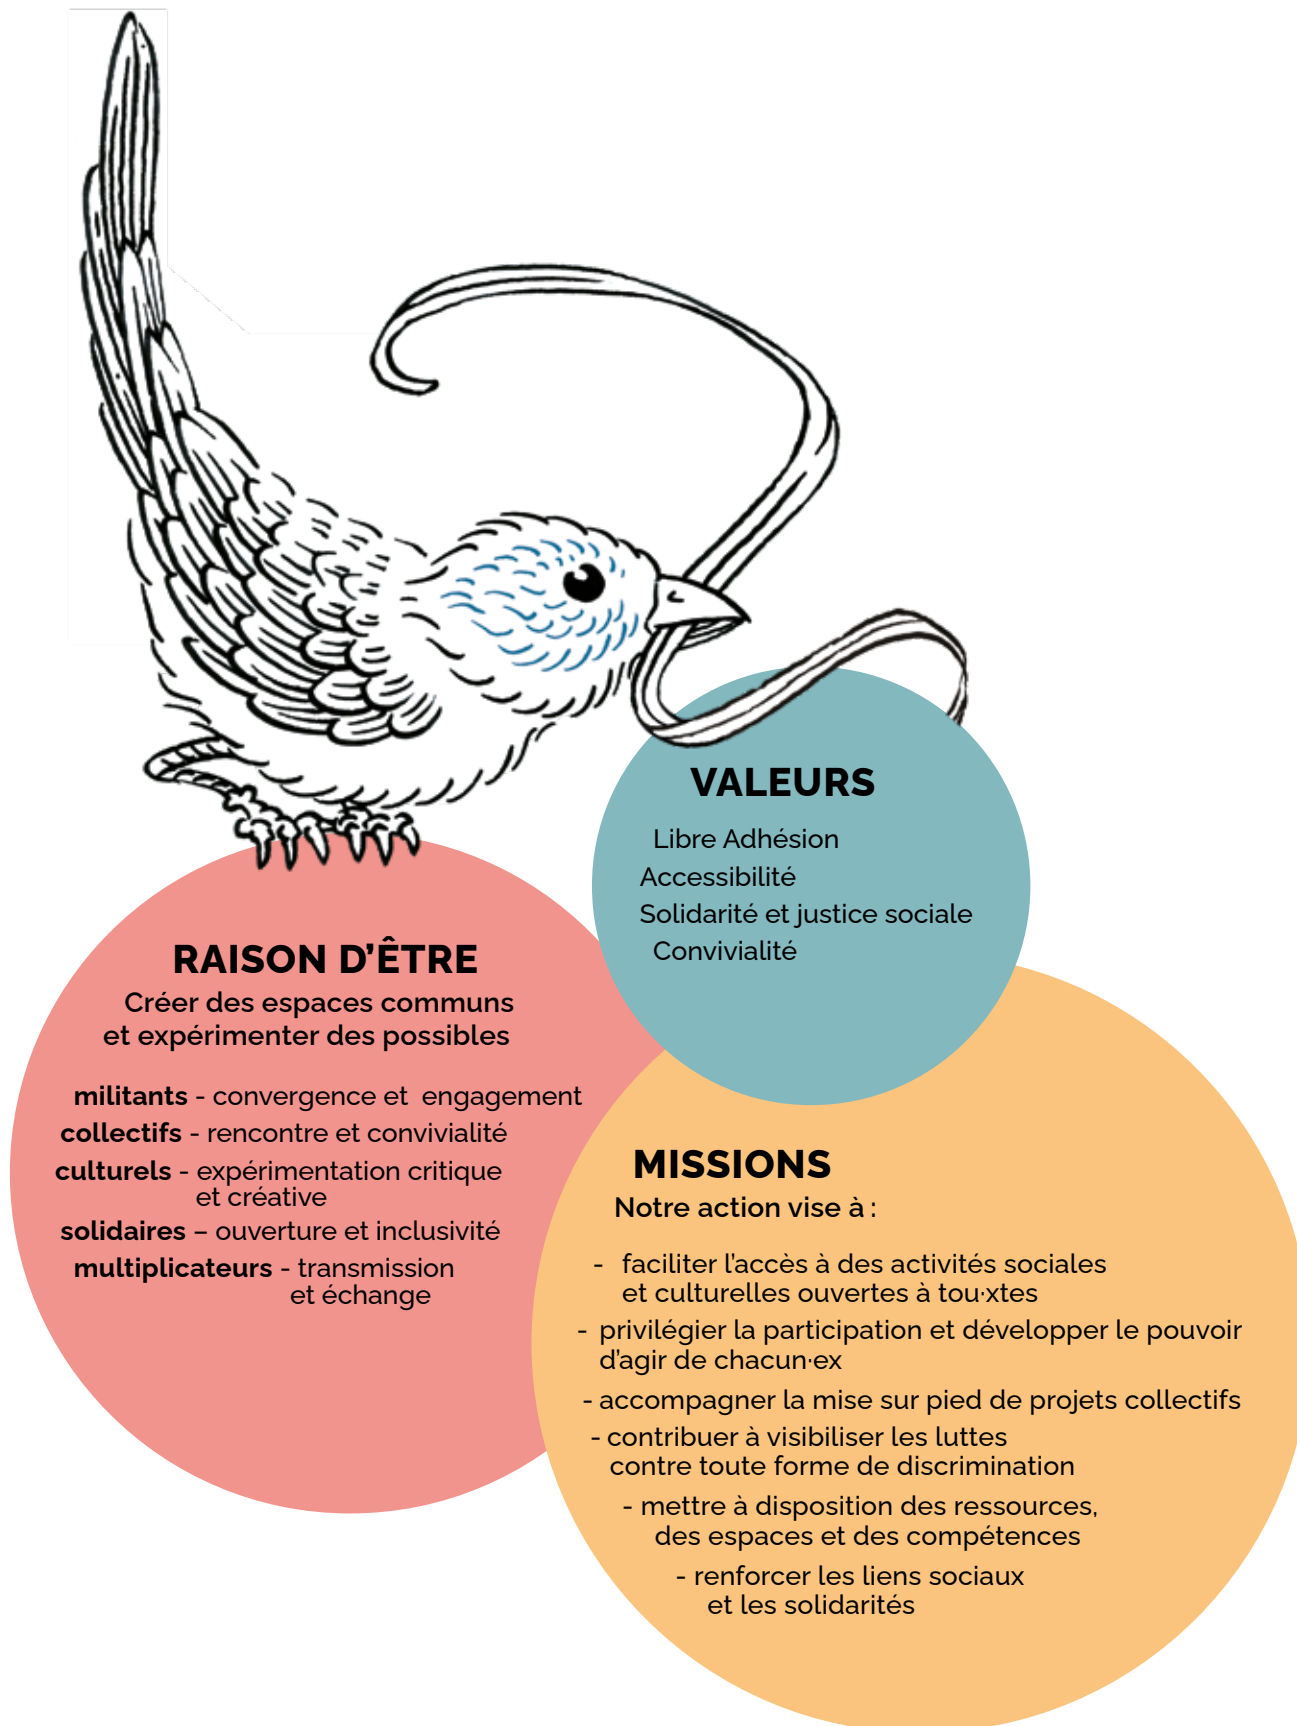 VALEURS
Libre Adhésion
Accessibilité
Solidarité et justice sociale
Convivialité
RAISON D’ÊTRE
Créer des espaces communs
et expérimenter des possibles
militants - convergence et engagement
collectifs - rencontre et convivialité
culturels - expérimentation critique
et créative
solidaires – ouverture et inclusivité
multiplicateurs - transmission
et échange
MISSIONS
Notre action vise à :
- faciliter l’accès à des activités sociales
et culturelles ouvertes à tou·xtes
- privilégier la participation et développer le pouvoir
d’agir de chacun·ex
- accompagner la mise sur pied de projets collectifs
- contribuer à visibiliser les luttes
contre toute forme de discrimination
- mettre à disposition des ressources,
des espaces et des compétences
- renforcer les liens sociaux
et les solidarités